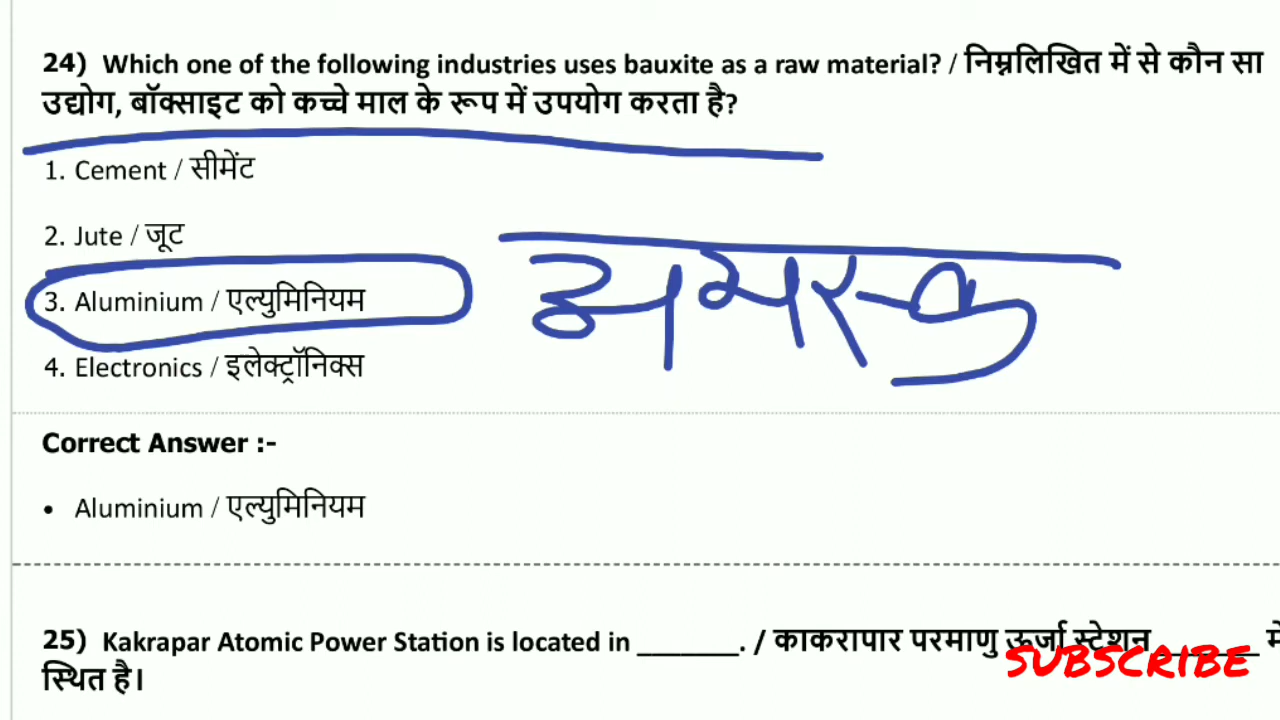 24) Which one of the following industries uses bauxite as a raw material? / निम्नलिखित में से कौन सा
उद्योग, बॉक्साइट को कच्चे माल के रूप में उपयोग करता है?
1. Cement / सीमेंट
2. Jute / जूट
3. Aluminium / एल्युमिनियम
अयस्क
4. Electronics / इलेक्ट्रॉनिक्स
Correct Answer :-
• Aluminium / एल्युमिनियम
25) Kakrapar Atomic Power Station is located in _______. / काकरापार परमाणु ऊर्जा स्टेशन _______ में
स्थित है।
SUBSCRIBE